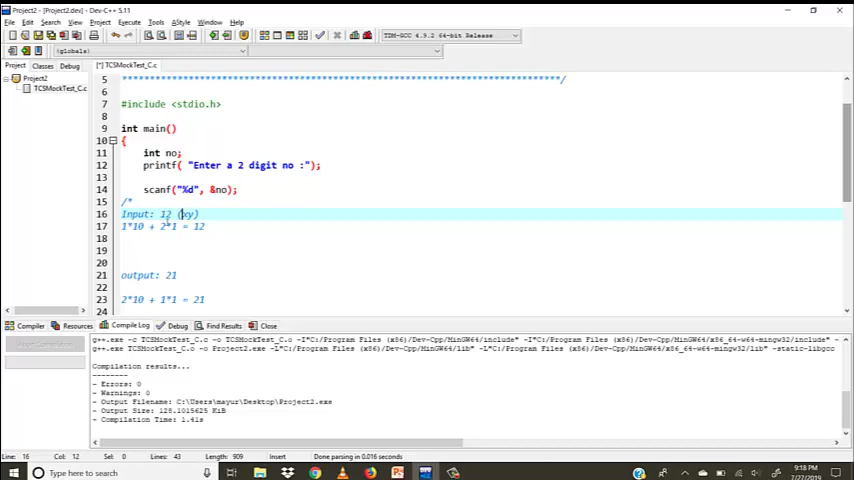 Project2 - [Project2.dev] - Dev-C++ 5.11
File Edit Search View Project Execute Tools AStyle Window Help
TDM-GCC 4.9.2 64-bit Release
(globals)
Project Classes Debug
[*] TCSMockTest_C.c
Project2
TCSMockTest_C.c
5 ******************************************************************************/
6
7 #include <stdio.h>
8
9 int main()
10 {
11 int no;
12 printf( "Enter a 2 digit no :");
13
14 scanf("%d", &no);
15 /*
16 Input: 12 (xy)
17 1*10 + 2*1 = 12
18
19
20
21 output: 21
22
23 2*10 + 1*1 = 21
24
Compiler Resources Compile Log Debug Find Results Close
Abort Compilation
g++.exe -c TCSMockTest_C.c -o TCSMockTest_C.o -I"C:/Program Files (x86)/Dev-Cpp/MinGW64/include" -I"C:/Program Files (x86)/Dev-Cpp/MinGW64/x86_64-w64-mingw32/include" -
g++.exe TCSMockTest_C.o -o Project2.exe -L"C:/Program Files (x86)/Dev-Cpp/MinGW64/lib" -L"C:/Program Files (x86)/Dev-Cpp/MinGW64/x86_64-w64-mingw32/lib" -static-libgcc
Compilation results...
--------
- Errors: 0
- Warnings: 0
- Output Filename: C:\Users\mayur\Desktop\Project2.exe
- Output Size: 128.1015625 KiB
- Compilation Time: 1.41s
Line: 16 Col: 12 Sel: 0 Lines: 43 Length: 909 Insert Done parsing in 0.016 seconds
Type here to search
9:18 PM
7/27/2019